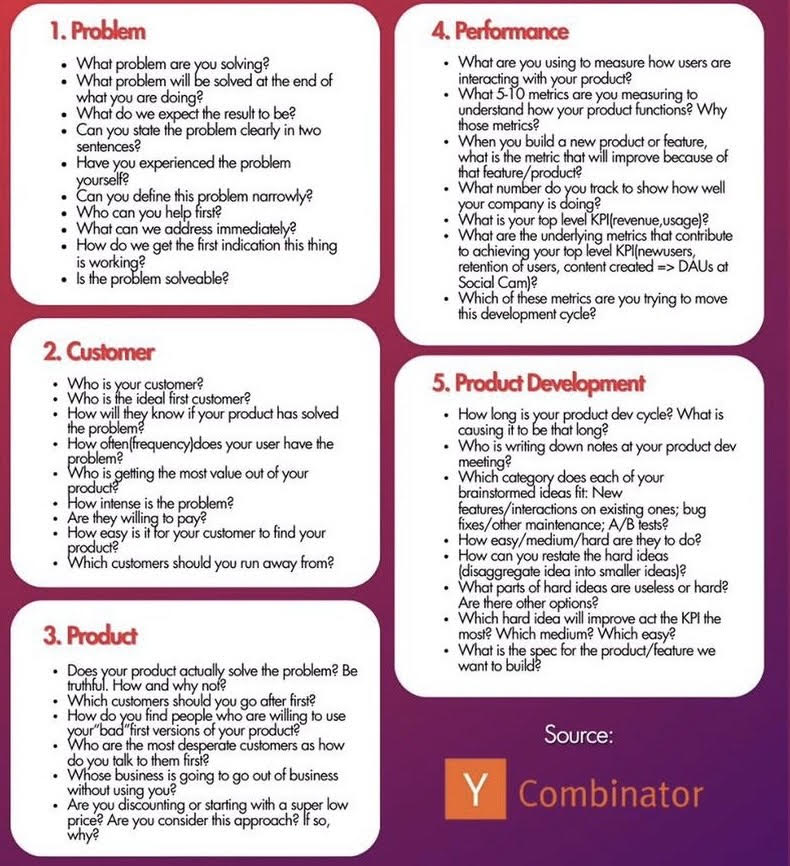 1. Problem
• What problem are you solving?
• What problem will be solved at the end of
what you are doing?
• What do we expect the result to be?
• Can you state the problem clearly in two
sentences?
• Have you experienced the problem
yourself?
• Can you define this problem narrowly?
• Who can you help first?
• What can we address immediately?
• How do we get the first indication this thing
is working?
• Is the problem solveable?
2. Customer
• Who is your customer?
• Who is the ideal first customer?
• How will they know if your product has solved
the problem?
• How often(frequency)does your user have the
problem?
• Who is getting the most value out of your
product?
• How intense is the problem?
• Are they willing to pay?
• How easy is it for your customer to find your
product?
• Which customers should you run away from?
3. Product
• Does your product actually solve the problem? Be
truthful. How and why not?
• Which customers should you go after first?
• How do you find people who are willing to use
your"bad"first versions of your product?
• Who are the most desperate customers as how
do you talk to them first?
• Whose business is going to go out of business
without using you?
• Are you discounting or starting with a super low
price? Are you consider this approach? If so,
why?
4. Performance
• What are you using to measure how users are
interacting with your product?
• What 5-10 metrics are you measuring to
understand how your product functions? Why
those metrics?
• When you build a new product or feature,
what is the metric that will improve because of
that feature/product?
• What number do you track to show how well
your company is doing?
• What is your top level KPI(revenue,usage)?
• What are the underlying metrics that contribute
to achieving your top level KPI(newusers,
retention of users, content created => DAUs at
Social Cam)?
• Which of these metrics are you trying to move
this development cycle?
5. Product Development
• How long is your product dev cycle? What is
causing it to be that long?
• Who is writing down notes at your product dev
meeting?
• Which category does each of your
brainstormed ideas fit: New
features/interactions on existing ones; bug
fixes/other maintenance; A/B tests?
• How easy/medium/hard are they to do?
• How can you restate the hard ideas
(disaggregate idea into smaller ideas)?
• What parts of hard ideas are useless or hard?
Are there other options?
• Which hard idea will improve act the KPI the
most? Which medium? Which easy?
• What is the spec for the product/feature we
want to build?
Source:
Y Combinator